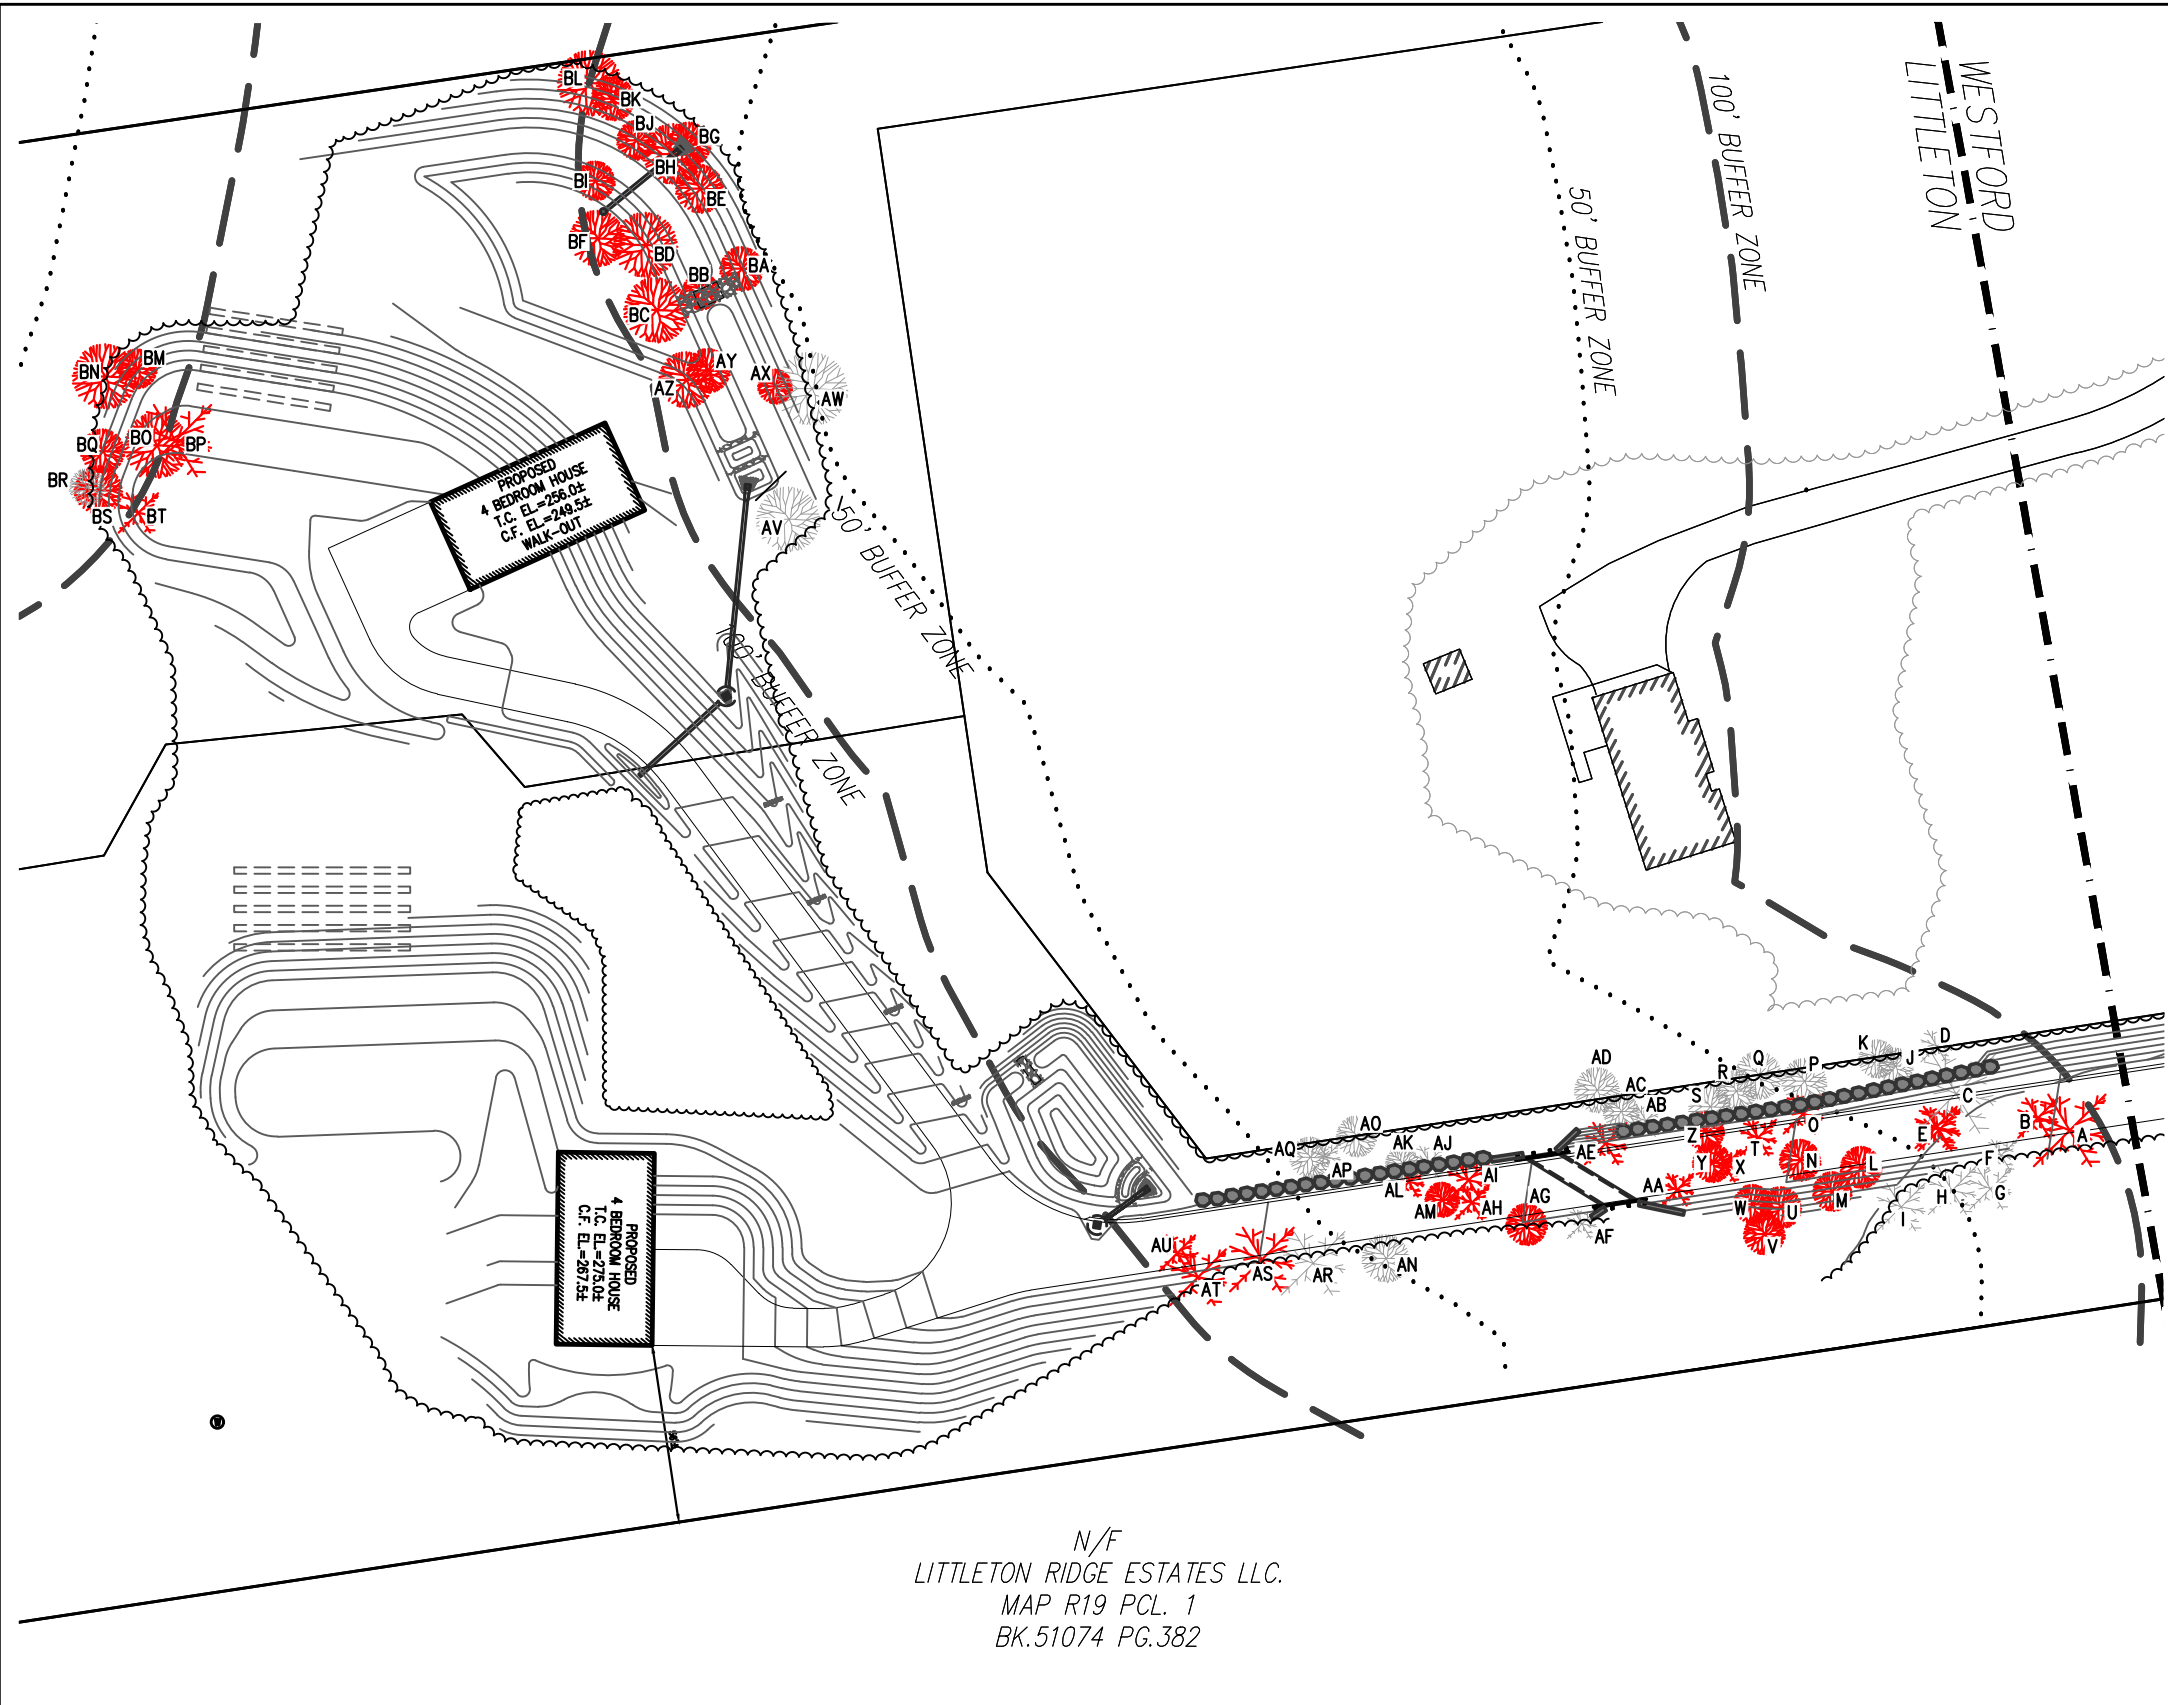 WESTFORD
LITTLETON
100' BUFFER ZONE
50' BUFFER ZONE
BL
BK
BJ
BG
BH
BI
BE
BF
BD
BA
BB
BC
AY
AX
AZ
AW
BN
BM
BO
BQ
BP
BR
BS
BT
PROPOSED
4 BEDROOM HOUSE
T.C. EL.=256.0±
C.F. EL.=249.5±
WALK-OUT
AV
50' BUFFER ZONE
100' BUFFER ZONE
K
D
J
AD
Q
P
R
AC
S
AB
C
O
AO
B
A
E
AQ
AK
AJ
Z
T
AE
AP
Y
X
N
L
F
AI
AL
AA
AG
AM
AH
W
U
M
H
G
I
V
AF
AU
AS
AR
AN
AT
PROPOSED
4 BEDROOM HOUSE
T.C. EL.=275.0±
C.F. EL.=267.5±
W
N/F
LITTLETON RIDGE ESTATES LLC.
MAP R19 PCL. 1
BK.51074 PG.382